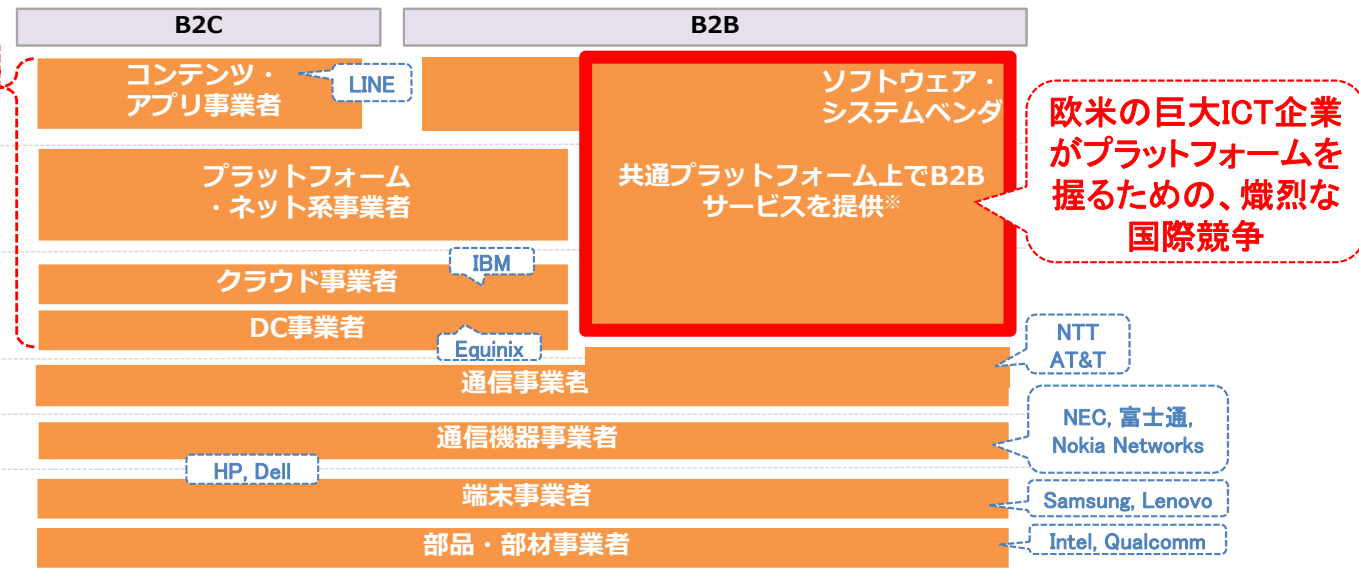 B2C
B2B
コンテンツ・
アプリ事業者
LINE
ソフトウェア・
システムベンダ
欧米の巨大ICT企業
がプラットフォームを
握るための、熾烈な
国際競争
プラットフォーム
・ネット系事業者
共通プラットフォーム上でB2B
サービスを提供※
IBM
クラウド事業者
DC事業者
Equinix
NTT
AT&T
通信事業者
NEC, 富士通,
Nokia Networks
通信機器事業者
HP, Dell
端末事業者
Samsung, Lenovo
部品・部材事業者
Intel, Qualcomm